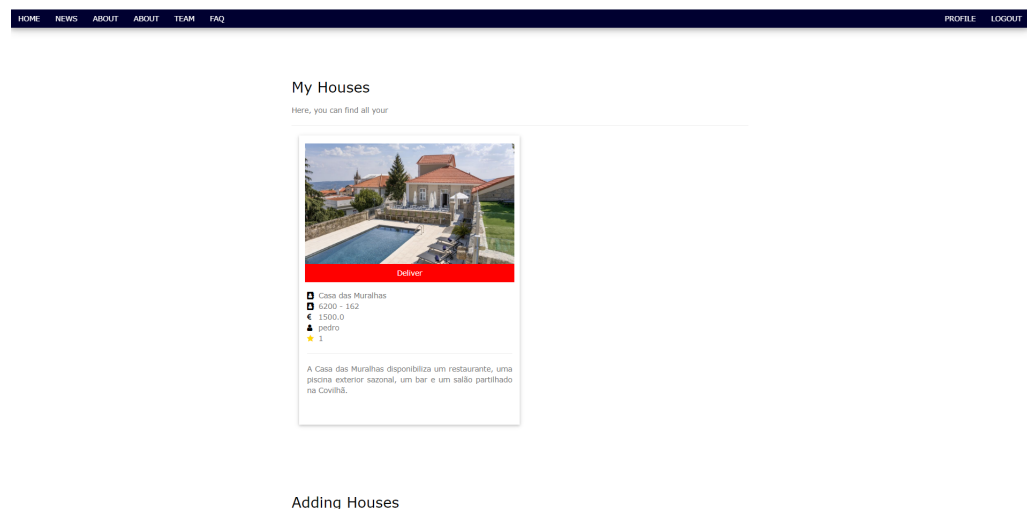 HOME NEWS ABOUT ABOUT TEAM FAQ PROFILE LOGOUT
My Houses
Here, you can find all your
Deliver
Casa das Muralhas
6200 - 162
€ 1500.0
pedro
1
A Casa das Muralhas disponibiliza um restaurante, uma
piscina exterior sazonal, um bar e um salão partilhado
na Covilhã.
Adding Houses